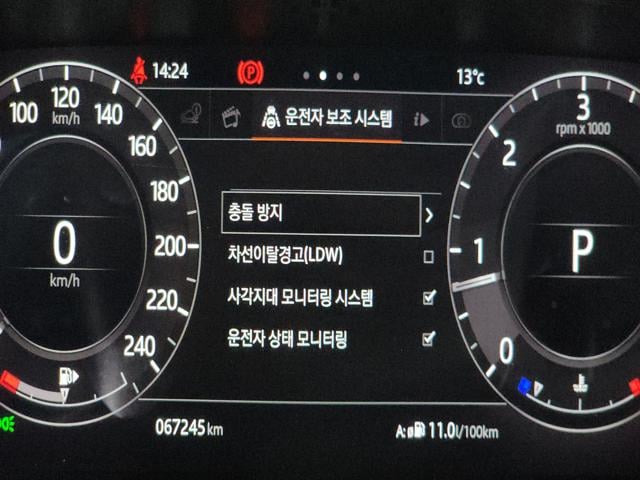 14:24
13°c
운전자 보조 시스템
충돌 방지
차선이탈경고(LDW)
사각지대 모니터링 시스템
운전자 상태 모니터링
100
120
km/h
140
160
180
200
220
240
0
km/h
3
rpm x 1000
2
1
0
P
067245 km
A:ø 11.0l/100km